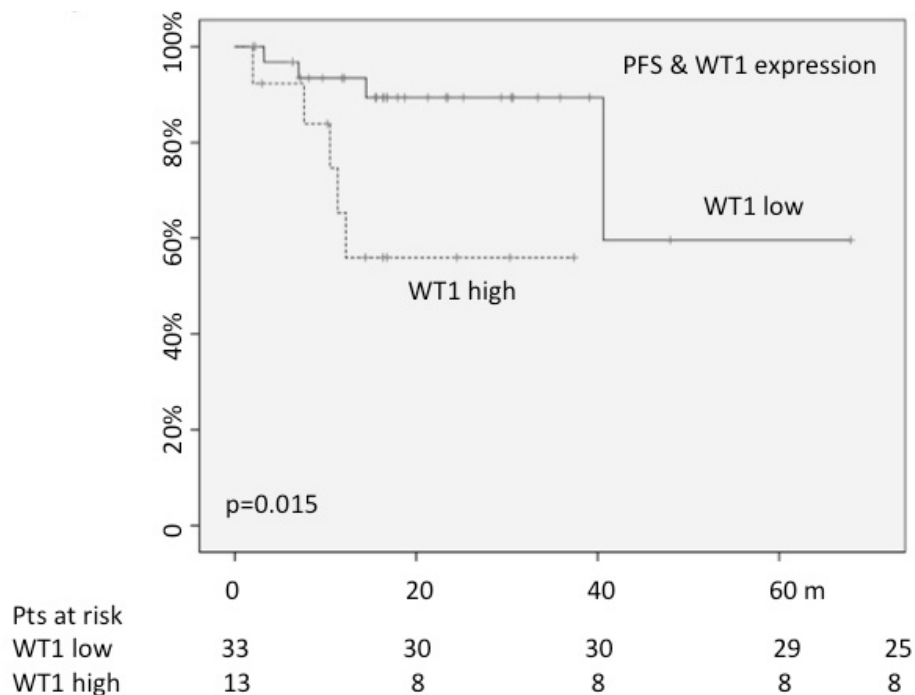 100%
80%
60%
40%
20%
0
PFS & WT1 expression
WT1 low
WT1 high
p=0.015
0 20 40 60 m
Pts at risk
WT1 low 33 30 30 29 25
WT1 high 13 8 8 8 8